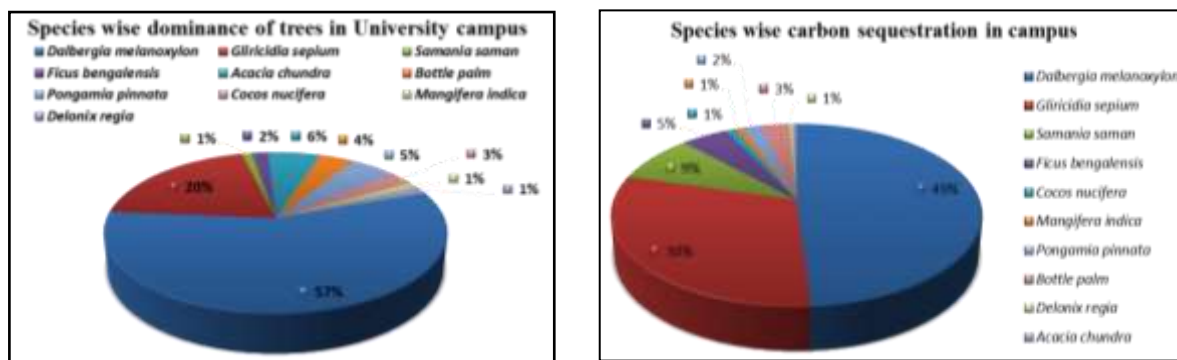 Species wise dominance of trees in University campus
Dalbergia melanoxylon
Gliricidia sepium
Samania saman
Ficus bengalensis
Acacia chundra
Bottle palm
Pongamia pinnata
Cocos nucifera
Mangifera indica
Delonix regia
1%
2%
6%
4%
5%
3%
1%
1%
20%
57%
Species wise carbon sequestration in campus
2%
1%
1%
5%
3%
1%
9%
Dalbergia melanoxylon
Gliricidia sepium
Samania saman
Ficus bengalensis
Cocos nucifera
Mangifera indica
Pongamia pinnata
Bottle palm
Delonix regia
Acacia chundra